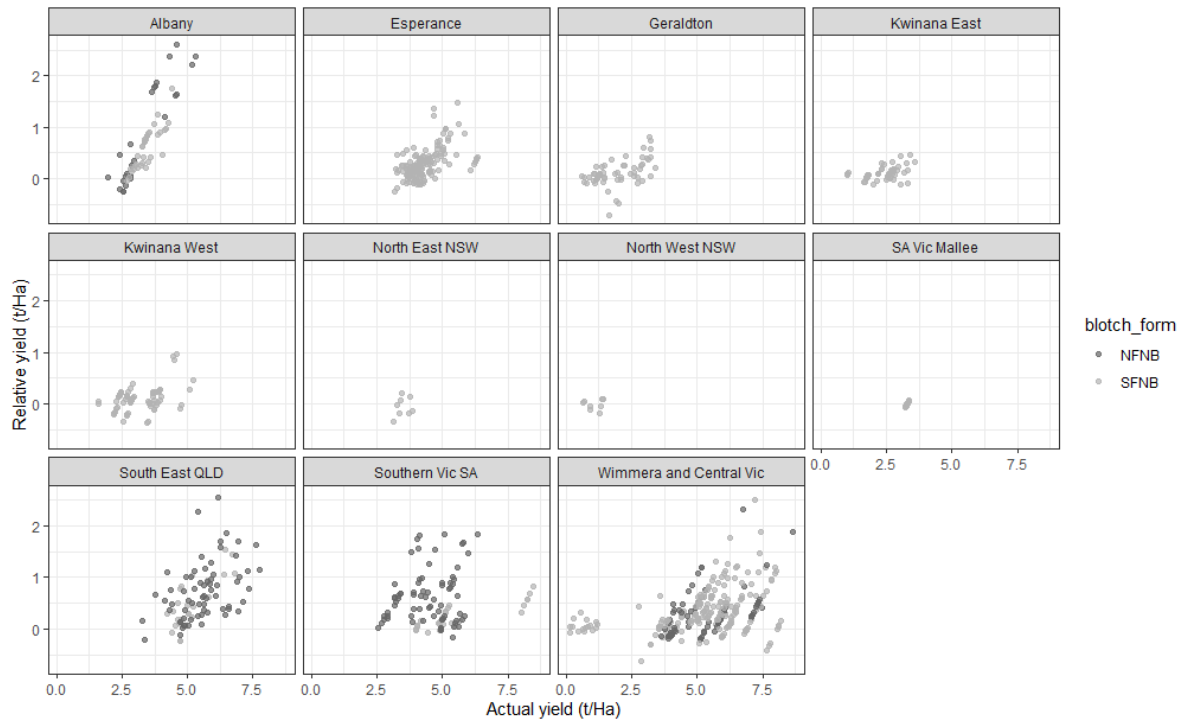 Albany Esperance Geraldton Kwinana East
2
1
0
Kwinana West North East NSW North West NSW SA Vic Mallee
2
1
0
Relative yield (t/Ha)
blotch_form
NFNB
SFNB
South East QLD Southern Vic SA Wimmera and Central Vic 0.0 2.5 5.0 7.5
2
1
0
0.0 2.5 5.0 7.5 0.0 2.5 5.0 7.5 0.0 2.5 5.0 7.5
Actual yield (t/Ha)